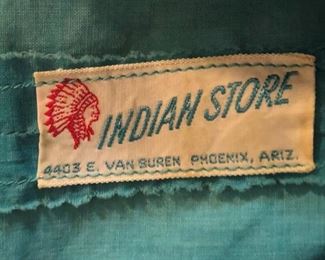 INDIAN STORE
4403 E. VAN BUREN PHOENIX, ARIZ.